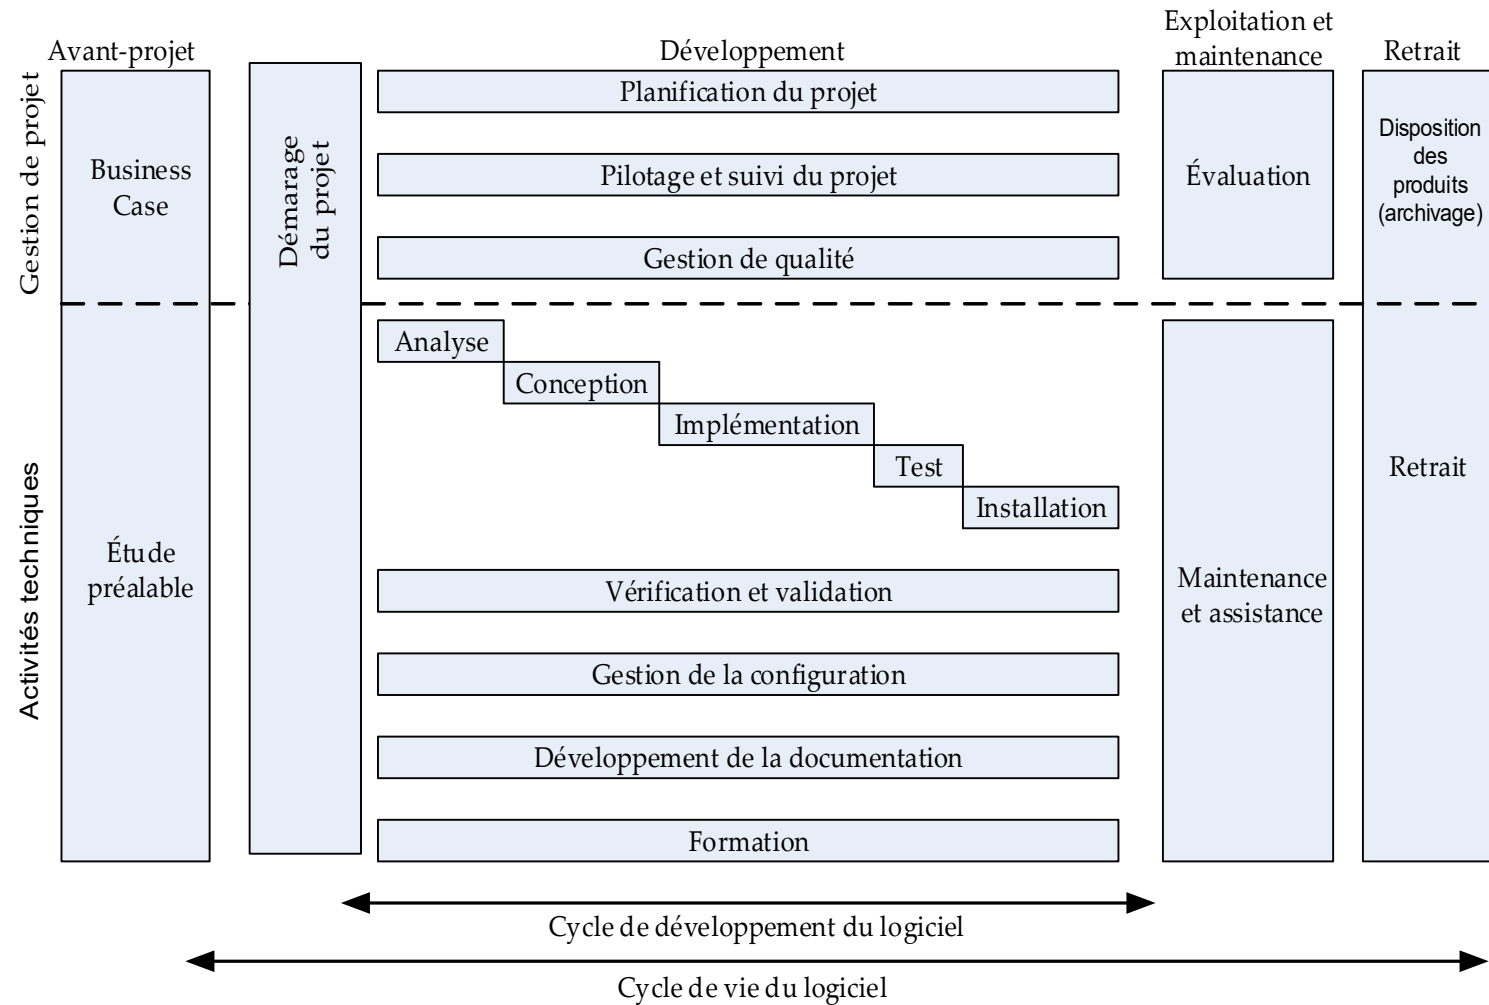 Avant-projet
Développement
Exploitation et
maintenance
Retrait
Gestion de projet
Business
Case
Démarage
du projet
Planification du projet
Pilotage et suivi du projet
Gestion de qualité
Évaluation
Disposition
des
produits
(archivage)
Activités techniques
Étude
préalable
Analyse
Conception
Implémentation
Test
Installation
Vérification et validation
Gestion de la configuration
Développement de la documentation
Formation
Maintenance
et assistance
Retrait
Cycle de développement du logiciel
Cycle de vie du logiciel